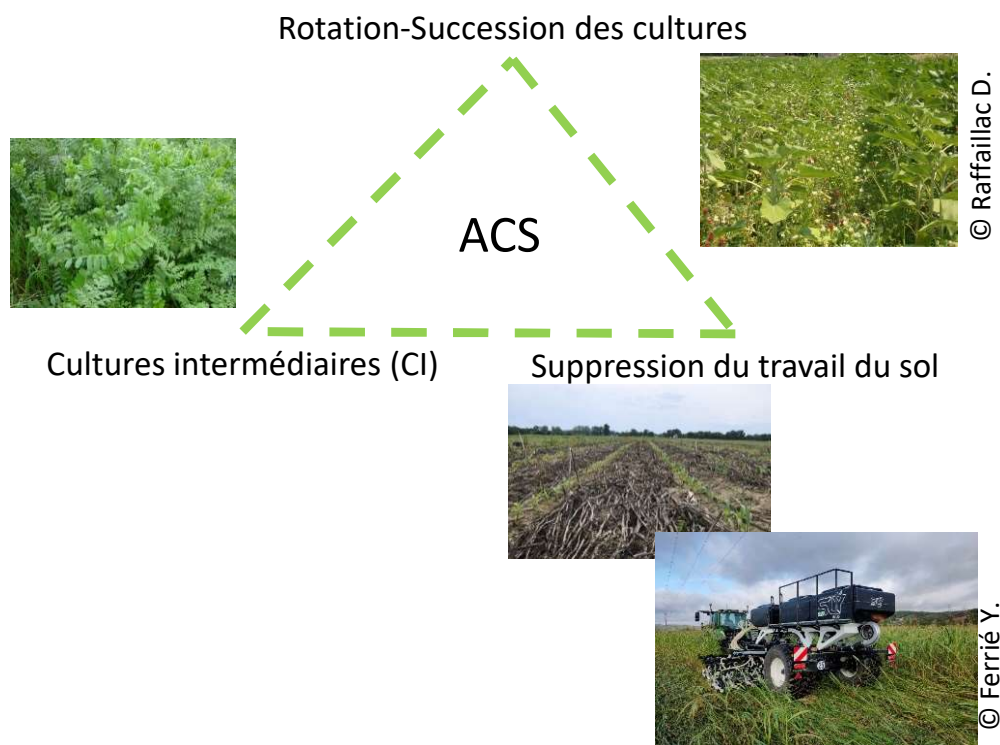 Rotation-Succession des cultures
© Raffaillac D.
ACS
Cultures intermédiaires (CI)
Suppression du travail du sol
© Ferrié Y.